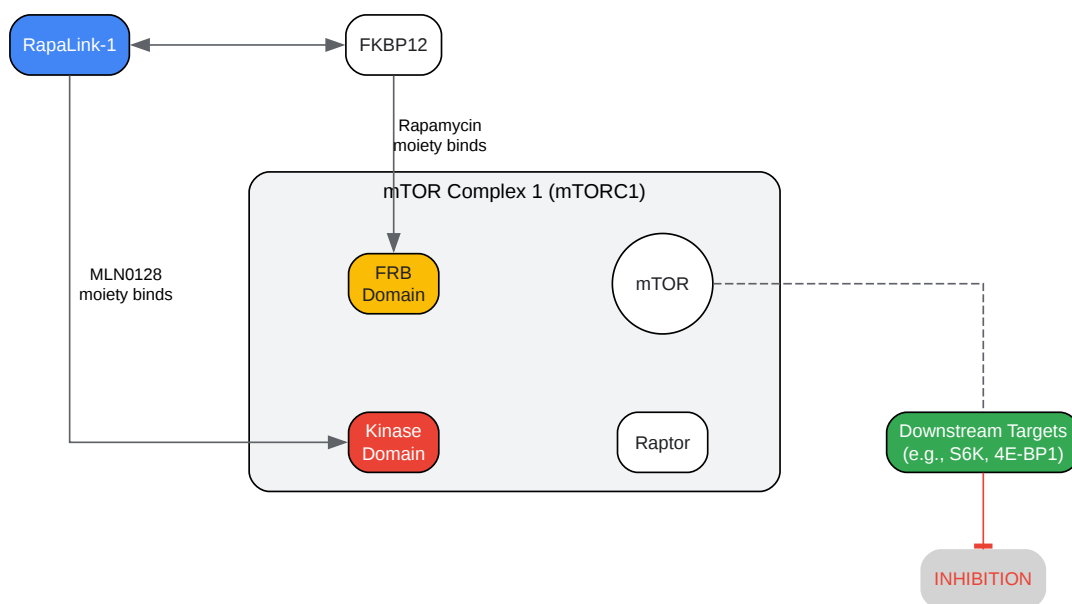 RapaLink-1
FKBP12
Rapamycin
moiety binds
mTOR Complex 1 (mTORC1)
MLN0128
moiety binds
FRB
Domain
mTOR
Kinase
Domain
Raptor
Downstream Targets
(e.g., S6K, 4E-BP1)
INHIBITION